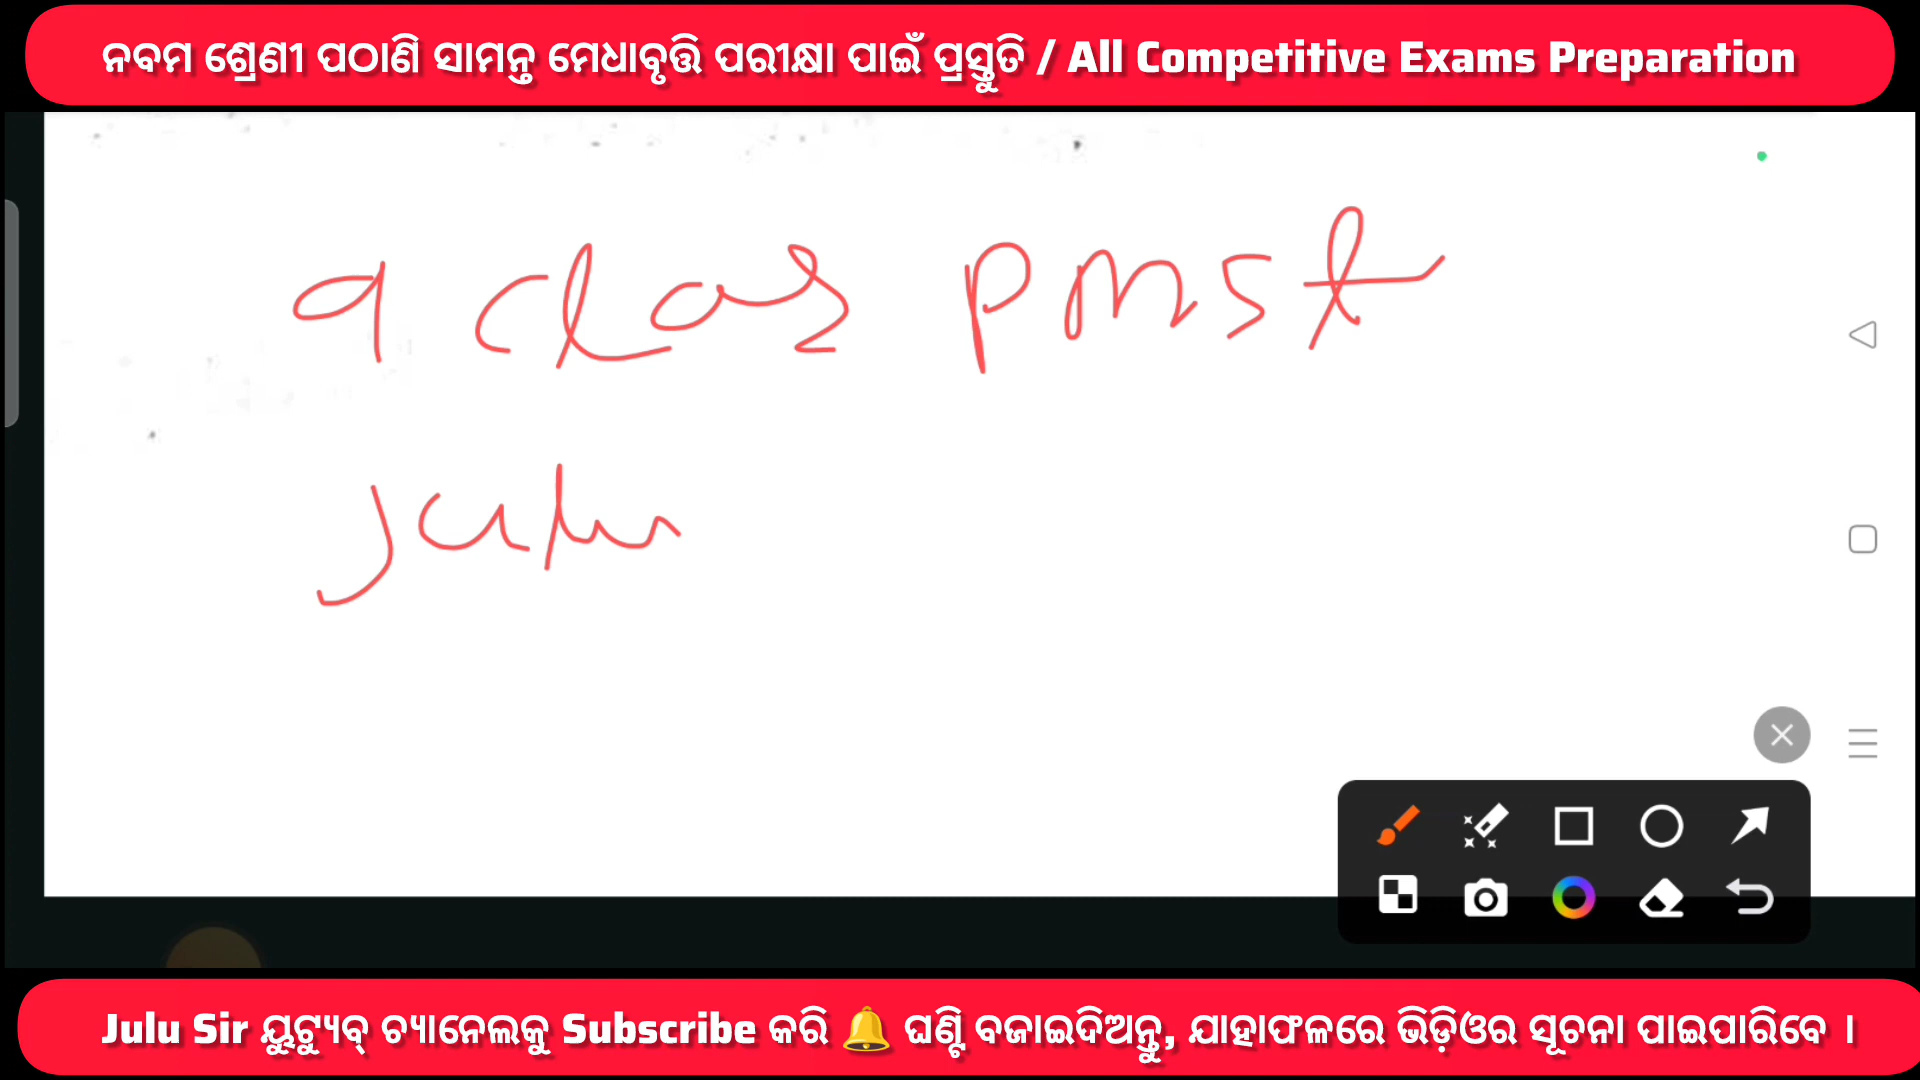 ନବମ ଶ୍ରେଣୀ ପଠାଣି ସାମନ୍ତ ମେଧାବୃତ୍ତି ପରୀକ୍ଷା ପାଇଁ ପ୍ରସ୍ତୁତି / All Competitive Exams Preparation
9 clas pmst
Julu
Julu Sir ୟୁଟ୍ୟୁବ୍ ଚ୍ୟାନେଲକୁ Subscribe କରି 🔔 ଘଣ୍ଟି ବଜାଇଦିଅନ୍ତୁ, ଯାହାଫଳରେ ଭିଡ଼ିଓର ସୂଚନା ପାଇପାରିବେ ।